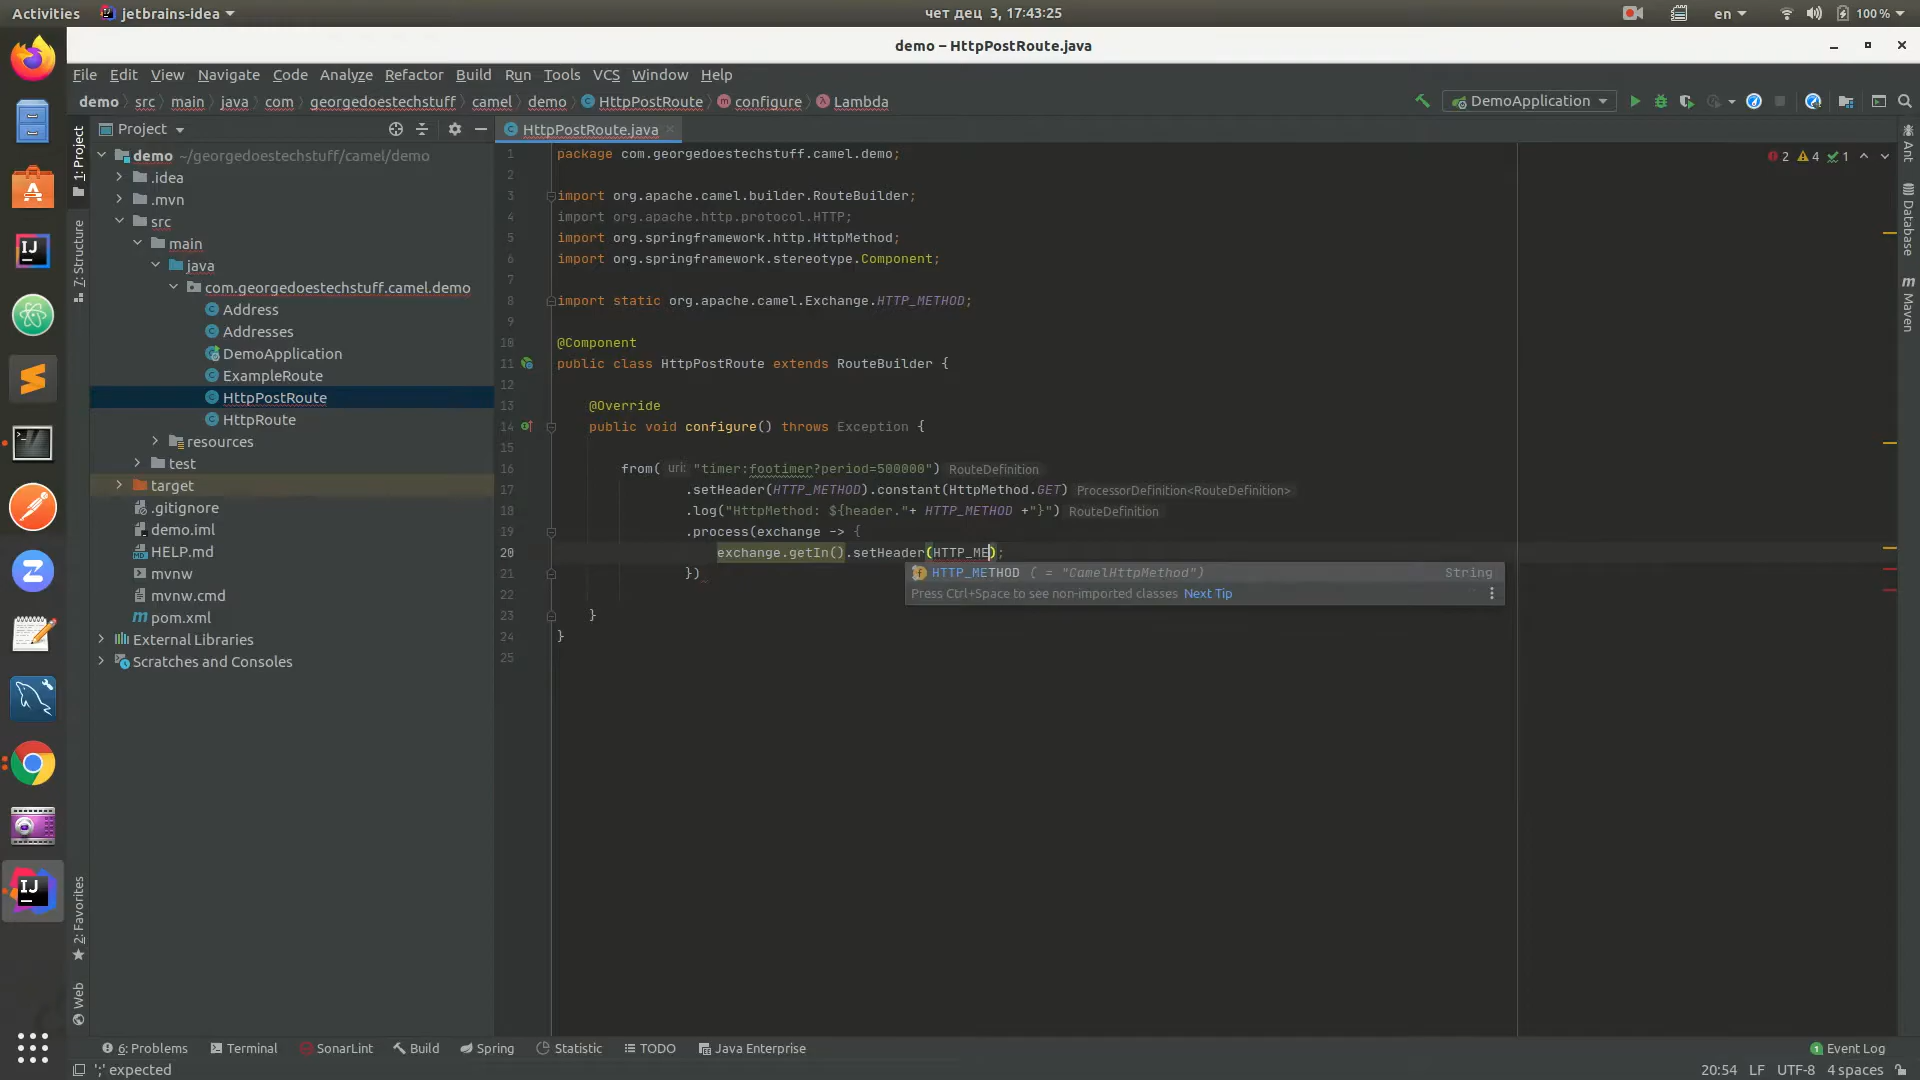 Activities
jetbrains-idea
чет дец 3, 17:43:25
en
100 %
demo – HttpPostRoute.java
File Edit View Navigate Code Analyze Refactor Build Run Tools VCS Window Help
demo src main java com georgedoestechstuff camel demo HttpPostRoute configure Lambda
DemoApplication
1: Project
7: Structure
2: Favorites
Web
Project
demo ~/georgedoestechstuff/camel/demo
.idea
.mvn
src
main
java
com.georgedoestechstuff.camel.demo
Address
Addresses
DemoApplication
ExampleRoute
HttpPostRoute
HttpRoute
resources
test
target
.gitignore
demo.iml
HELP.md
mvnw
mvnw.cmd
pom.xml
External Libraries
Scratches and Consoles
HttpPostRoute.java
2 4 1
1 package com.georgedoestechstuff.camel.demo;
2
3 import org.apache.camel.builder.RouteBuilder;
4 import org.apache.http.protocol.HTTP;
5 import org.springframework.http.HttpMethod;
6 import org.springframework.stereotype.Component;
7
8 import static org.apache.camel.Exchange.HTTP_METHOD;
9
10 @Component
11 public class HttpPostRoute extends RouteBuilder {
12
13 @Override
14 public void configure() throws Exception {
15
16 from( uri: "timer:footimer?period=500000") RouteDefinition
17 .setHeader(HTTP_METHOD).constant(HttpMethod.GET) ProcessorDefinition<RouteDefinition>
18 .log("HttpMethod: ${header."+ HTTP_METHOD +"}") RouteDefinition
19 .process(exchange -> {
20 exchange.getIn().setHeader(HTTP_ME);
21 })
22
23 }
24 }
25
HTTP_METHOD ( = "CamelHttpMethod") String
Press Ctrl+Space to see non-imported classes Next Tip
Ant
Database
Maven
6: Problems Terminal SonarLint Build Spring Statistic TODO Java Enterprise
1 Event Log
';' expected
20:54 LF UTF-8 4 spaces